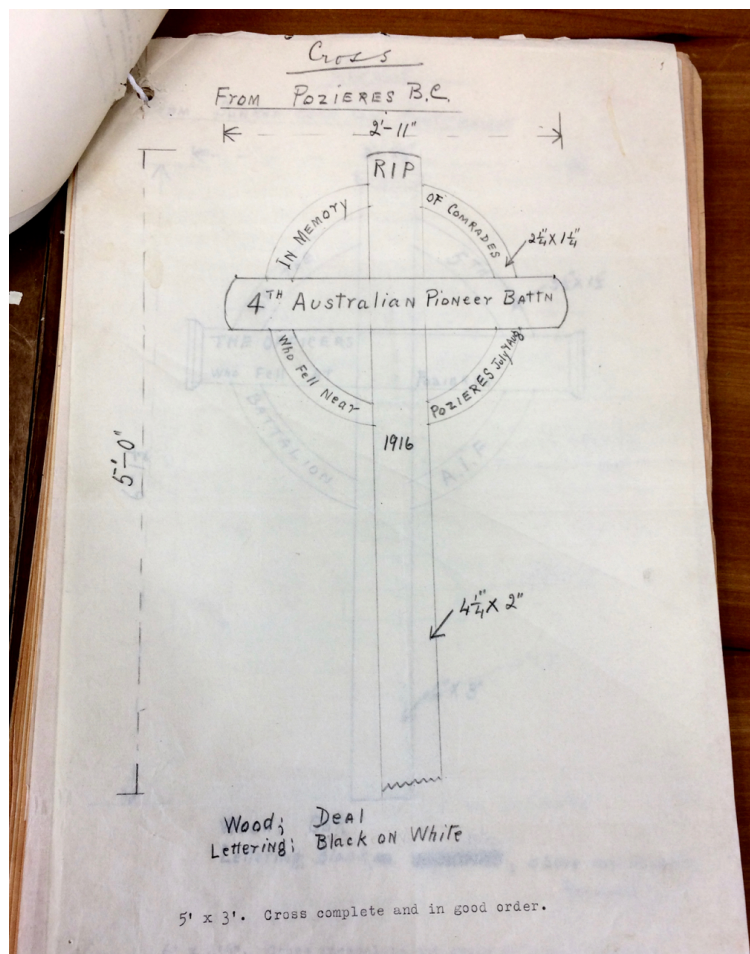 Cross
From Pozieres B.C.
2'-11"
RIP
In Memory
of Comrades
2¼" x 1¼"
4TH Australian Pioneer Battn
Who Fell Near
Pozieres July & Aug.
1916
5'-0"
4¼" x 2"
Wood; Deal
Lettering; Black on White
5' x 3'. Cross complete and in good order.